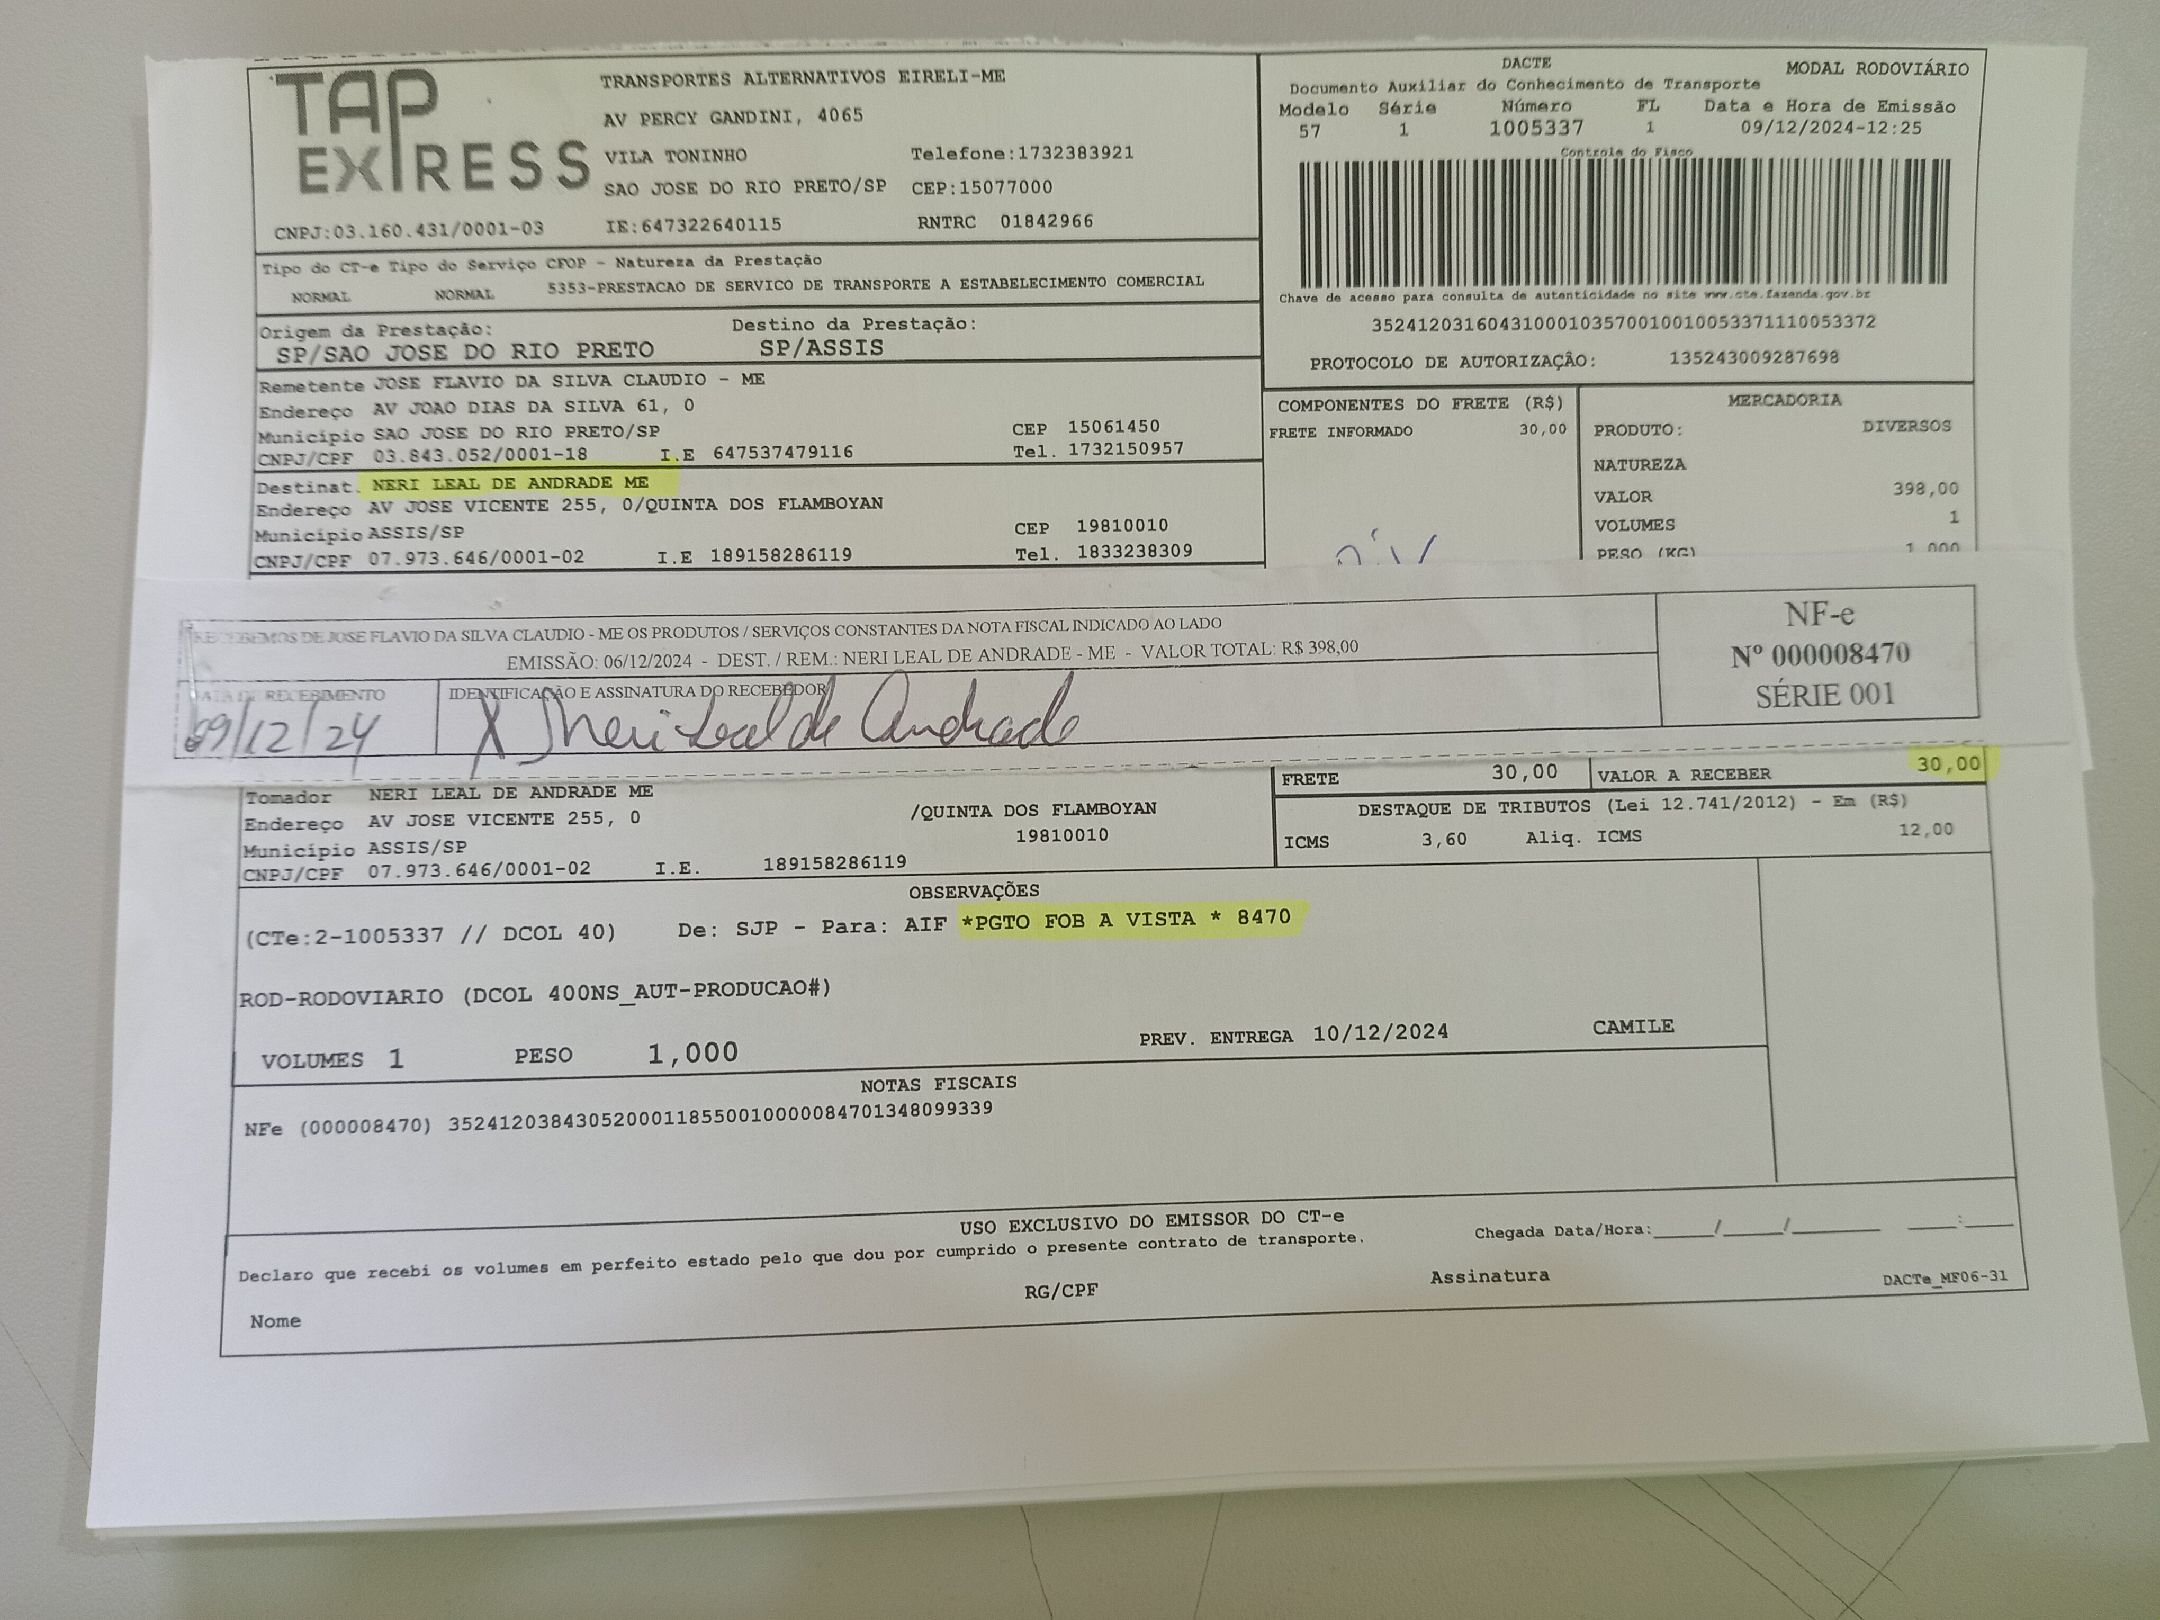 TAP
EXPRESS
TRANSPORTES ALTERNATIVOS EIRELI-ME
AV PERCY GANDINI, 4065
VILA TONINHO Telefone:1732383921
SAO JOSE DO RIO PRETO/SP CEP:15077000
CNPJ:03.160.431/0001-03 IE:647322640115 RNTRC 01842966
DACTE MODAL RODOVIÁRIO
Documento Auxiliar do Conhecimento de Transporte
Modelo Série Número FL Data e Hora de Emissão
57 1 1005337 1 09/12/2024-12:25
Controle do Fisco
Chave de acesso para consulta de autenticidade no site www.cte.fazenda.gov.br
35241203160431000103570010010053371110053372
PROTOCOLO DE AUTORIZAÇÂO: 135243009287698
Tipo do CT-e Tipo do Serviço CFOP - Natureza da Prestação
NORMAL NORMAL 5353-PRESTACAO DE SERVICO DE TRANSPORTE A ESTABELECIMENTO COMERCIAL
Origem da Prestação: Destino da Prestação:
SP/SAO JOSE DO RIO PRETO SP/ASSIS
Remetente JOSE FLAVIO DA SILVA CLAUDIO - ME
Endereço AV JOAO DIAS DA SILVA 61, 0
Município SAO JOSE DO RIO PRETO/SP CEP 15061450
CNPJ/CPF 03.843.052/0001-18 I.E 647537479116 Tel. 1732150957
Destinat. NERI LEAL DE ANDRADE ME
Endereço AV JOSE VICENTE 255, 0/QUINTA DOS FLAMBOYAN
Município ASSIS/SP CEP 19810010
CNPJ/CPF 07.973.646/0001-02 I.E 189158286119 Tel. 1833238309
COMPONENTES DO FRETE (R$)
FRETE INFORMADO 30,00
MERCADORIA
PRODUTO: DIVERSOS
NATUREZA
VALOR 398,00
VOLUMES 1
PESO (KG) 1,000
RECEBEMOS DE JOSE FLAVIO DA SILVA CLAUDIO - ME OS PRODUTOS / SERVIÇOS CONSTANTES DA NOTA FISCAL INDICADO AO LADO
EMISSÃO: 06/12/2024 - DEST. / REM.: NERI LEAL DE ANDRADE - ME - VALOR TOTAL: R$ 398,00
DATA DE RECEBIMENTO IDENTIFICAÇÃO E ASSINATURA DO RECEBEDOR
09/12/24 X Neri Leal de Andrade
NF-e
Nº 000008470
SÉRIE 001
FRETE 30,00 VALOR A RECEBER 30,00
Tomador NERI LEAL DE ANDRADE ME
Endereço AV JOSE VICENTE 255, 0 /QUINTA DOS FLAMBOYAN
Município ASSIS/SP 19810010
CNPJ/CPF 07.973.646/0001-02 I.E. 189158286119
DESTAQUE DE TRIBUTOS (Lei 12.741/2012) - Em (R$)
ICMS 3,60 Aliq. ICMS 12,00
OBSERVAÇÕES
(CTe:2-1005337 // DCOL 40) De: SJP - Para: AIF *PGTO FOB A VISTA * 8470
ROD-RODOVIARIO (DCOL 400NS_AUT-PRODUCAO#)
VOLUMES 1 PESO 1,000 PREV. ENTREGA 10/12/2024 CAMILE
NOTAS FISCAIS
NFe (000008470) 35241203843052000118550010000084701348099339
USO EXCLUSIVO DO EMISSOR DO CT-e
Declaro que recebi os volumes em perfeito estado pelo que dou por cumprido o presente contrato de transporte. Chegada Data/Hora:_____/_____/_______ ____:____
Nome RG/CPF Assinatura DACTe_MF06-31